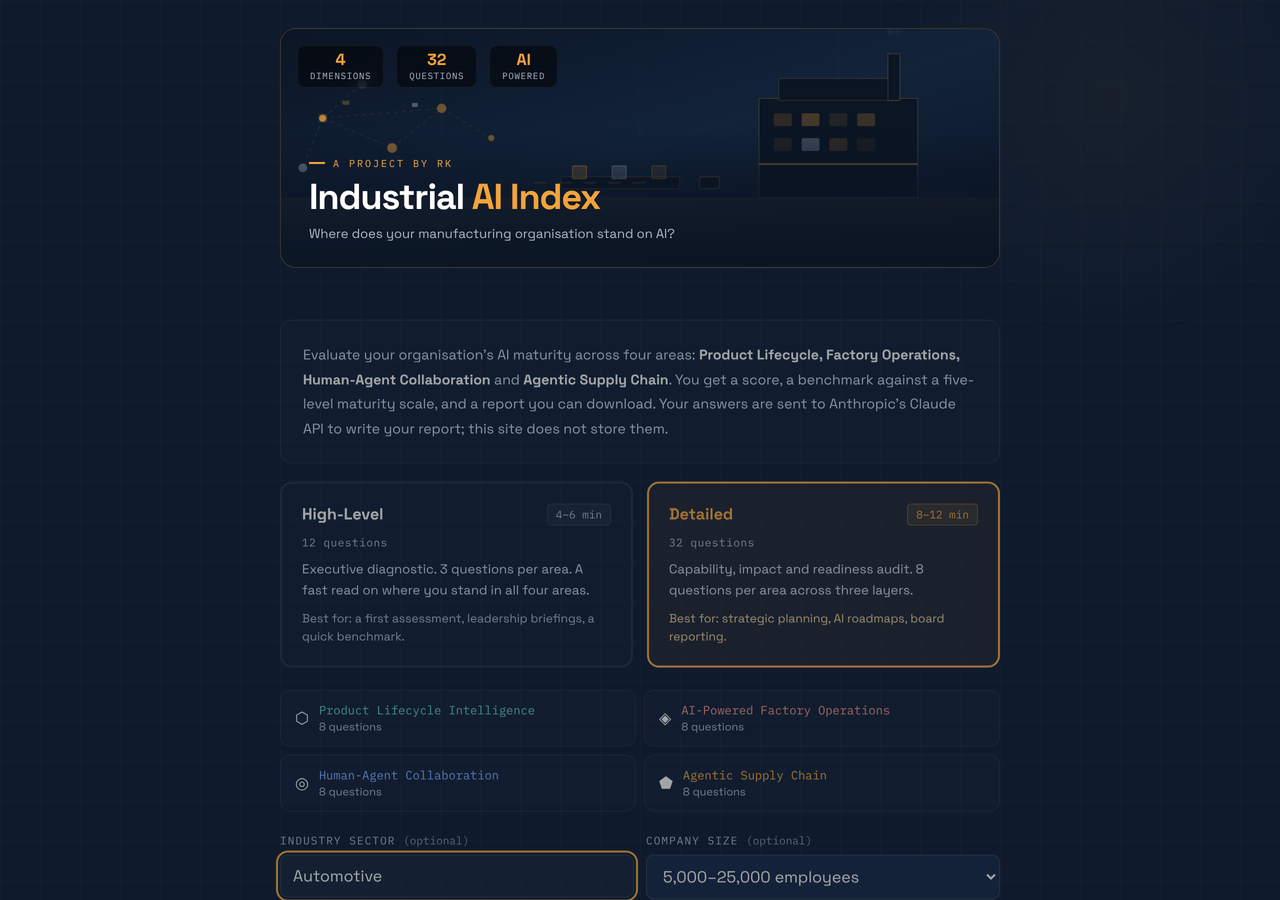 4
DIMENSIONS
32
QUESTIONS
AI
POWERED
A PROJECT BY RK
Industrial AI Index
Where does your manufacturing organisation stand on AI?
Evaluate your organisation's AI maturity across four areas: Product Lifecycle, Factory Operations,
Human-Agent Collaboration and Agentic Supply Chain. You get a score, a benchmark against a five-
level maturity scale, and a report you can download. Your answers are sent to Anthropic's Claude
API to write your report; this site does not store them.
High-Level
4–6 min
12 questions
Executive diagnostic. 3 questions per area. A
fast read on where you stand in all four areas.
Best for: a first assessment, leadership briefings, a
quick benchmark.
Detailed
8–12 min
32 questions
Capability, impact and readiness audit. 8
questions per area across three layers.
Best for: strategic planning, AI roadmaps, board
reporting.
Product Lifecycle Intelligence
8 questions
AI-Powered Factory Operations
8 questions
Human-Agent Collaboration
8 questions
Agentic Supply Chain
8 questions
INDUSTRY SECTOR (optional)
Automotive
COMPANY SIZE (optional)
5,000–25,000 employees